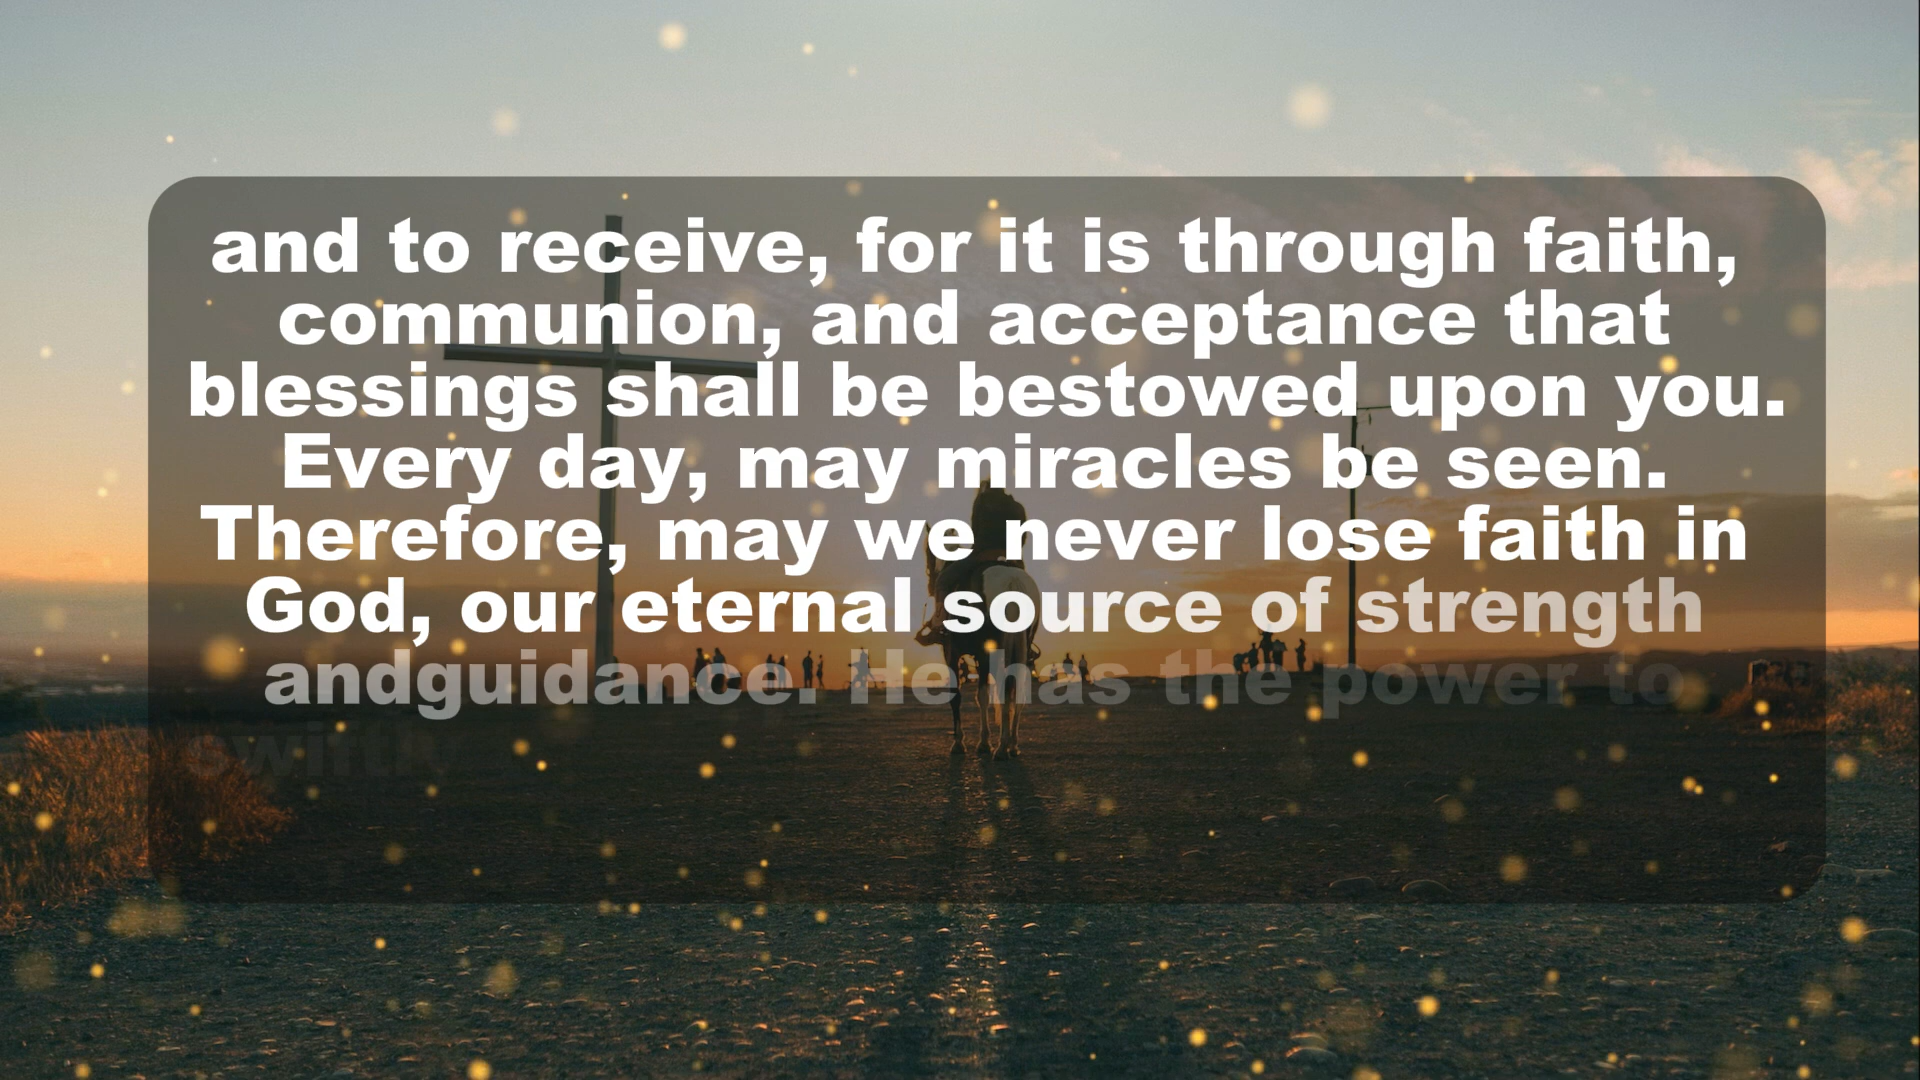 and to receive, for it is through faith,
communion, and acceptance that
blessings shall be bestowed upon you.
Every day, may miracles be seen.
Therefore, may we never lose faith in
God, our eternal source of strength
andguidance. He has the power to
swiftly